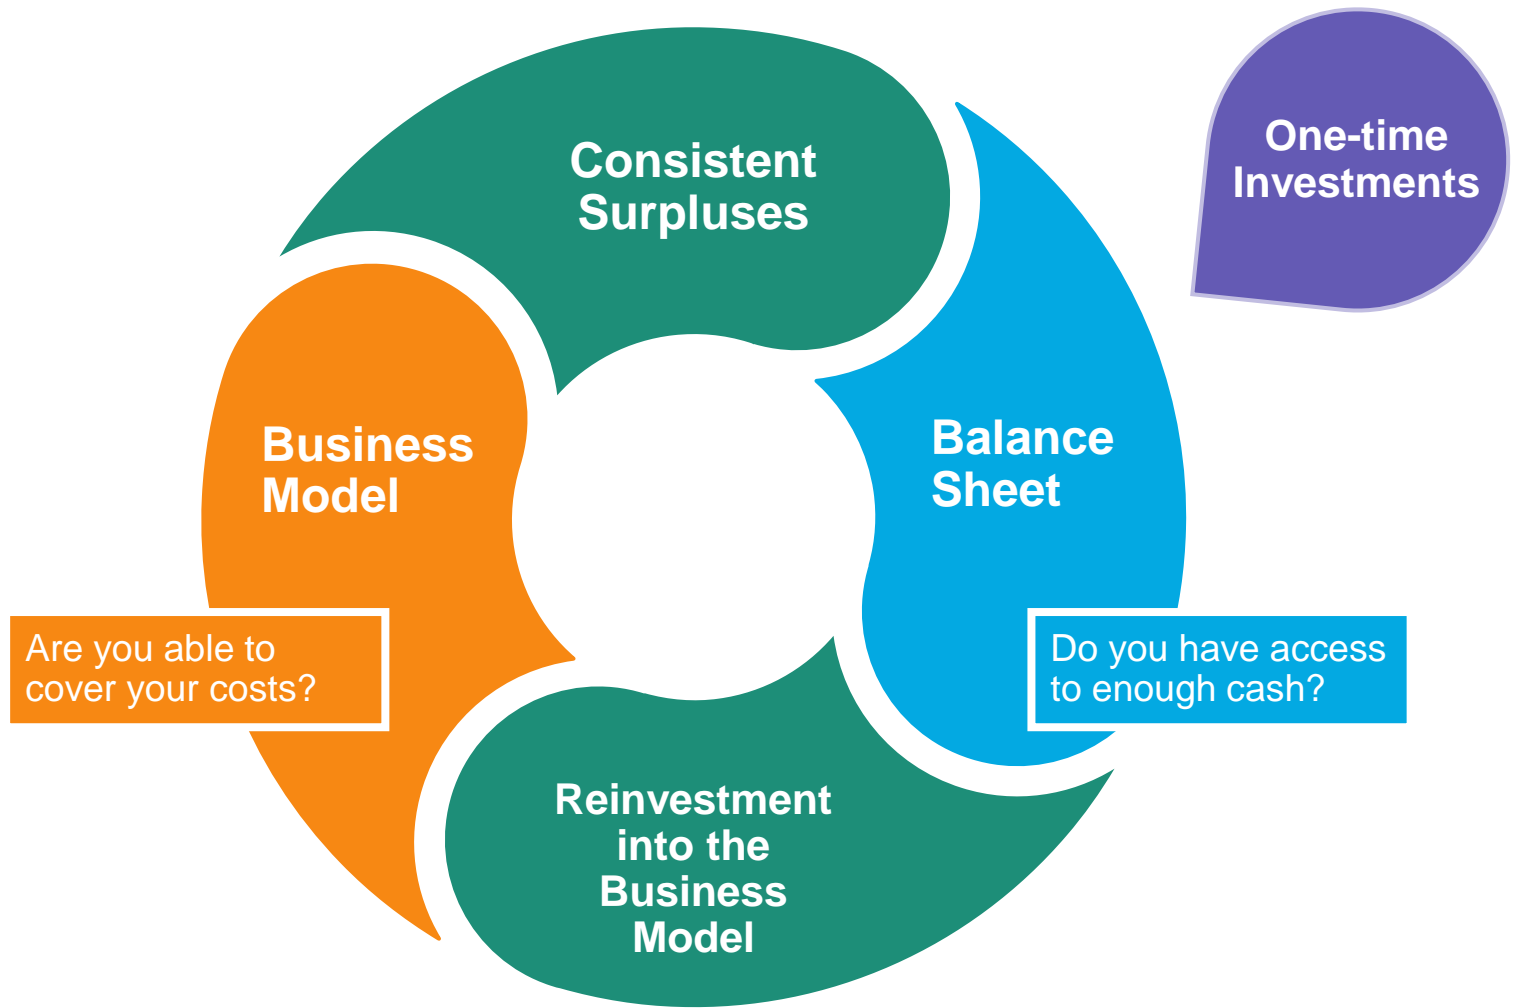 Consistent
Surpluses
One-time
Investments
Business
Model
Balance
Sheet
Are you able to
cover your costs?
Do you have access
to enough cash?
Reinvestment
into the
Business
Model